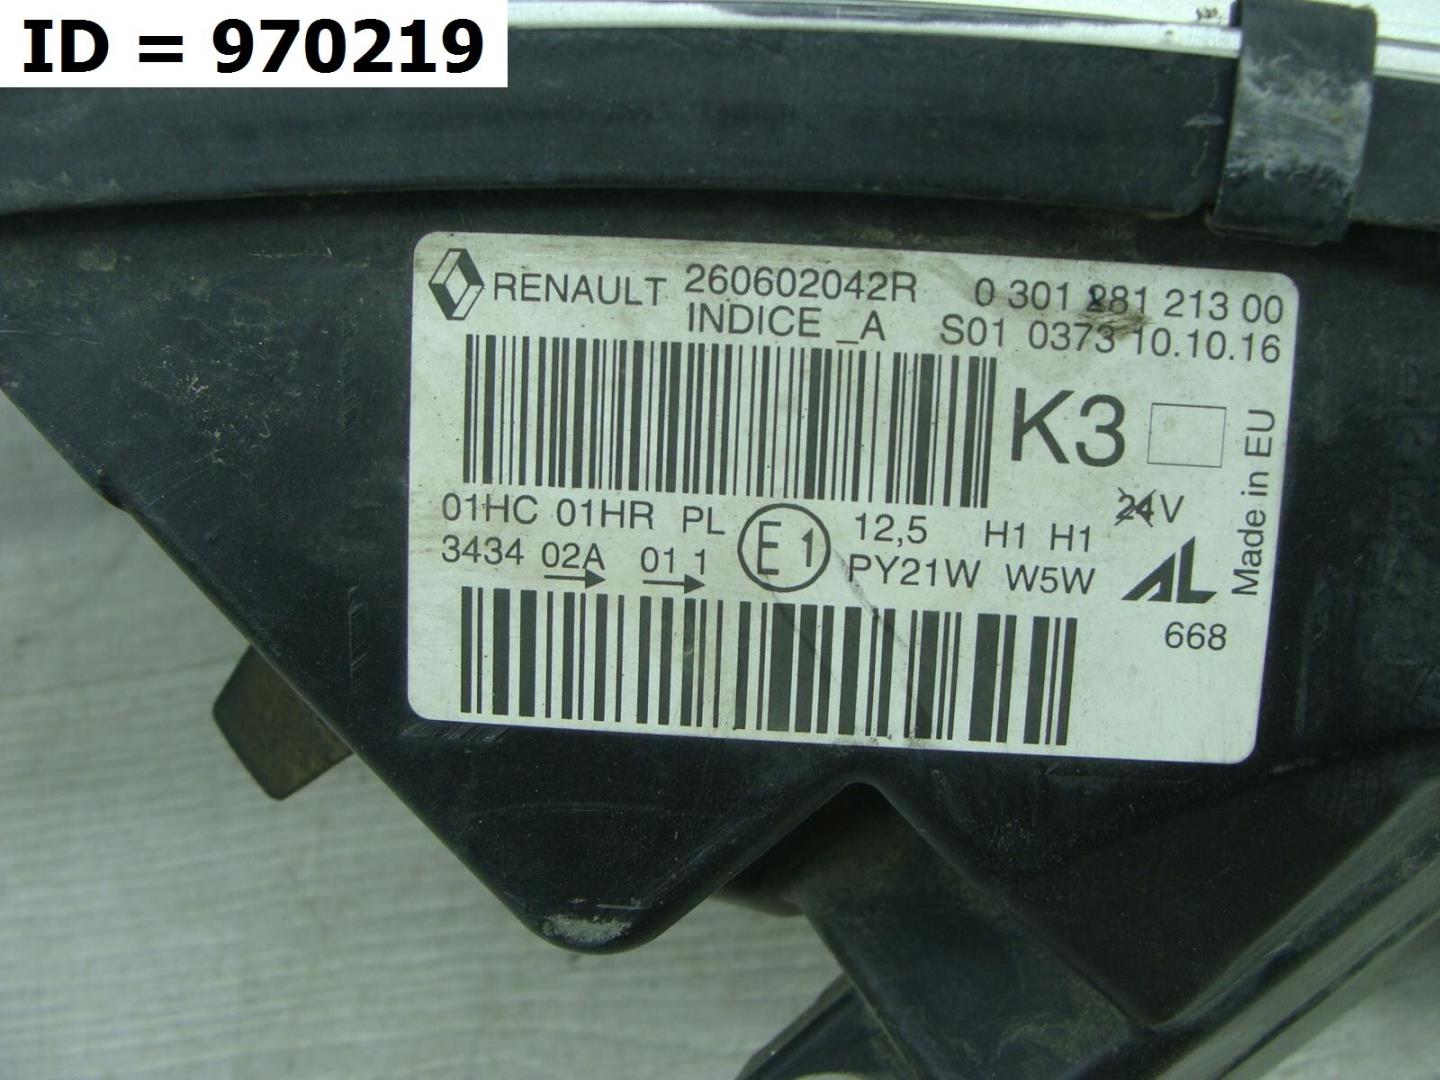 ID = 970219
RENAULT 260602042R 0 301 281 213 00
INDICE _A S01 0373 10.10.16
K3
Made in EU
01HC 01HR PL E1 12,5 H1 H1 24V
3434 02A 01 1 PY21W W5W AL
668